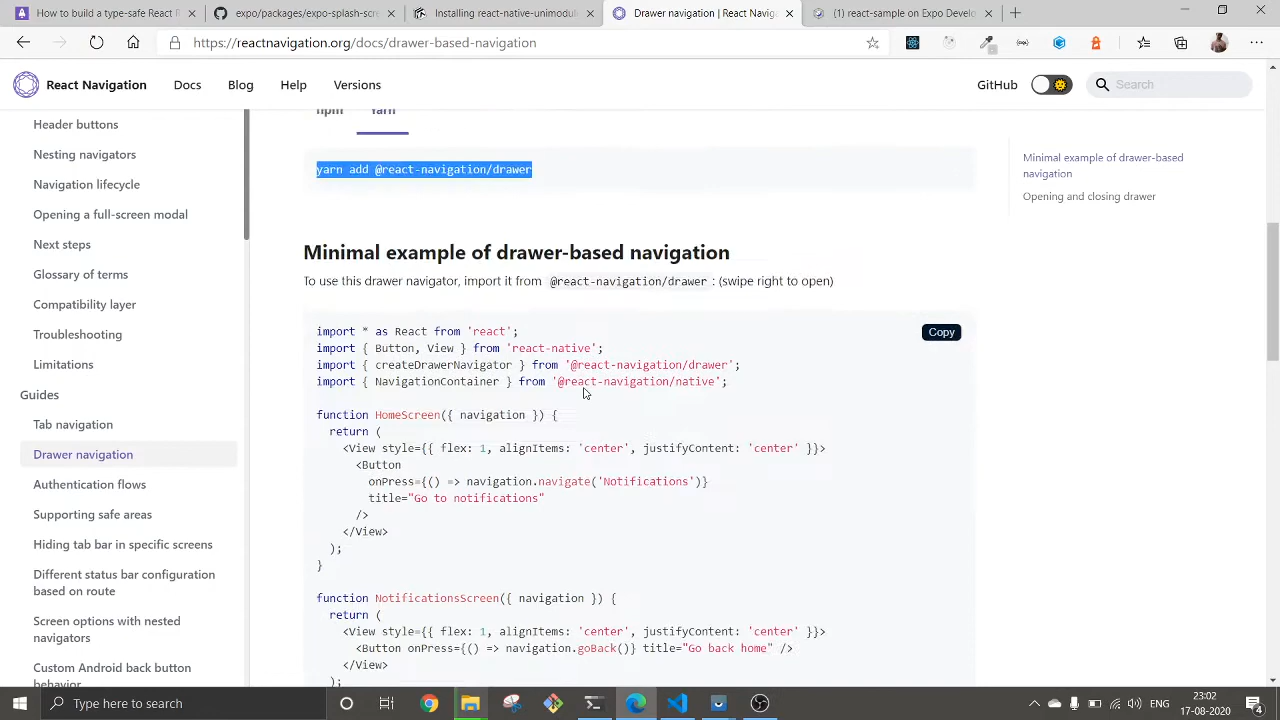 How to build a type-safe React
expo/packages/splash-scr
Installing react-native-unimodule
Drawer navigation | React Naviga
(1) react-sample on Expo Develo
https://reactnavigation.org/docs/drawer-based-navigation
React Navigation
Docs
Blog
Help
Versions
GitHub
Search
Header buttons
Nesting navigators
Navigation lifecycle
Opening a full-screen modal
Next steps
Glossary of terms
Compatibility layer
Troubleshooting
Limitations
Guides
Tab navigation
Drawer navigation
Authentication flows
Supporting safe areas
Hiding tab bar in specific screens
Different status bar configuration
based on route
Screen options with nested
navigators
Custom Android back button
behavior
npm
Yarn
yarn add @react-navigation/drawer
Minimal example of drawer-based navigation
To use this drawer navigator, import it from @react-navigation/drawer : (swipe right to open)
Copy
import * as React from 'react';
import { Button, View } from 'react-native';
import { createDrawerNavigator } from '@react-navigation/drawer';
import { NavigationContainer } from '@react-navigation/native';
function HomeScreen({ navigation }) {
return (
<View style={{ flex: 1, alignItems: 'center', justifyContent: 'center' }}>
<Button
onPress={() => navigation.navigate('Notifications')}
title="Go to notifications"
/>
</View>
);
}
function NotificationsScreen({ navigation }) {
return (
<View style={{ flex: 1, alignItems: 'center', justifyContent: 'center' }}>
<Button onPress={() => navigation.goBack()} title="Go back home" />
</View>
);
Minimal example of drawer-based
navigation
Opening and closing drawer
Type here to search
ENG
23:02
17-08-2020
4